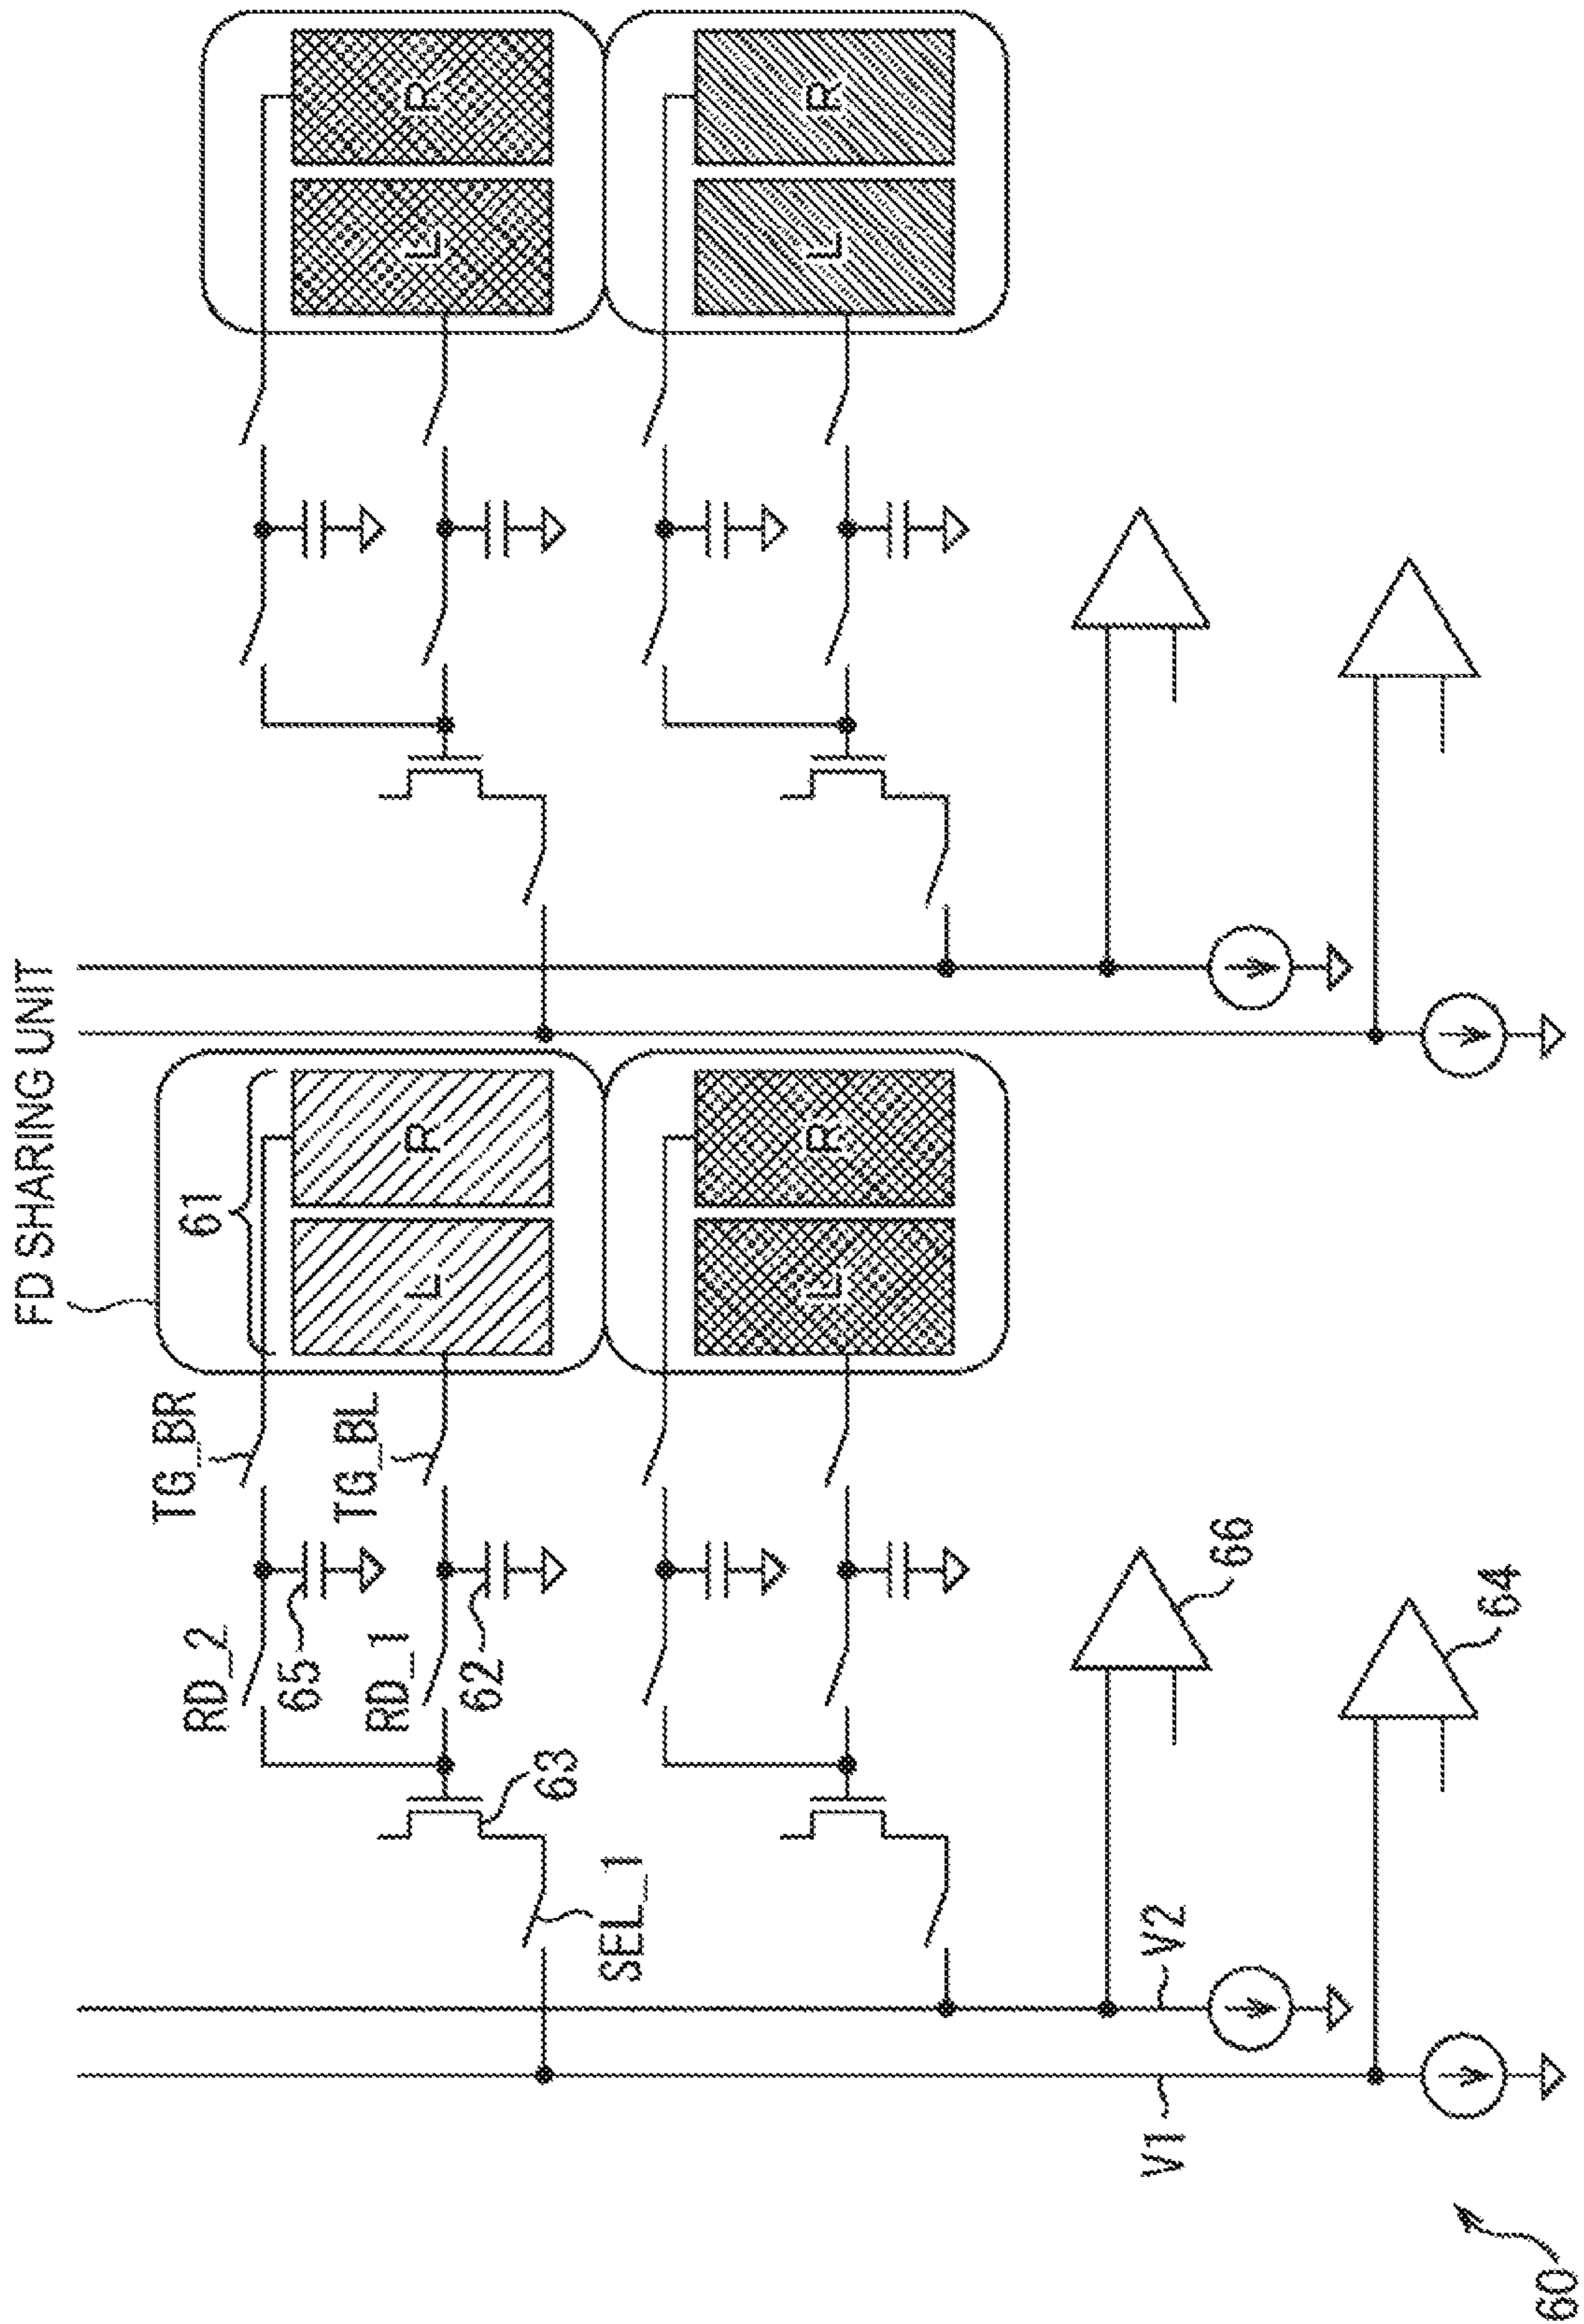 FD SHARING UNIT
TG_BR
61
RD_2
65
TG_BL
RD_1
L R L R
62
63
SEL_1
L R L R
V1 V2
66
64
60